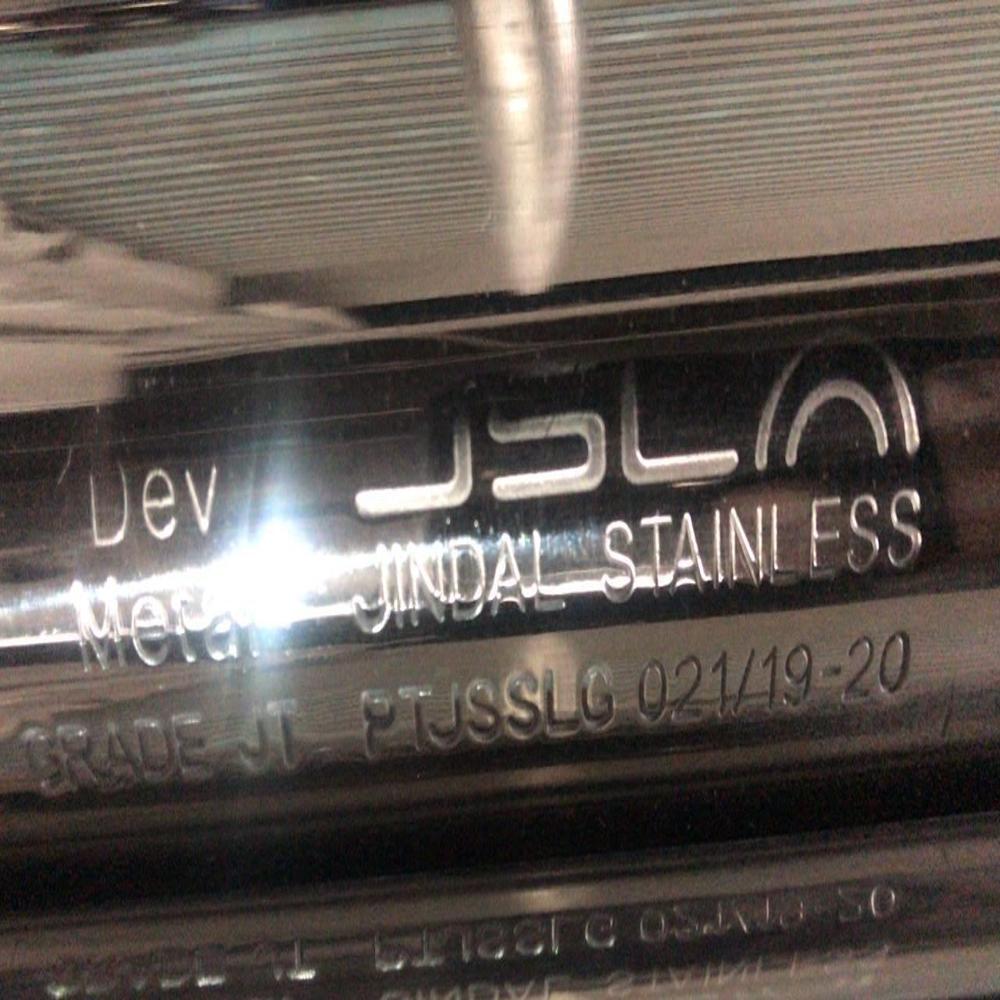 Dev
Metal
JSL
JINDAL STAINLESS
GRADE JT PTJSSLG 021/19-20